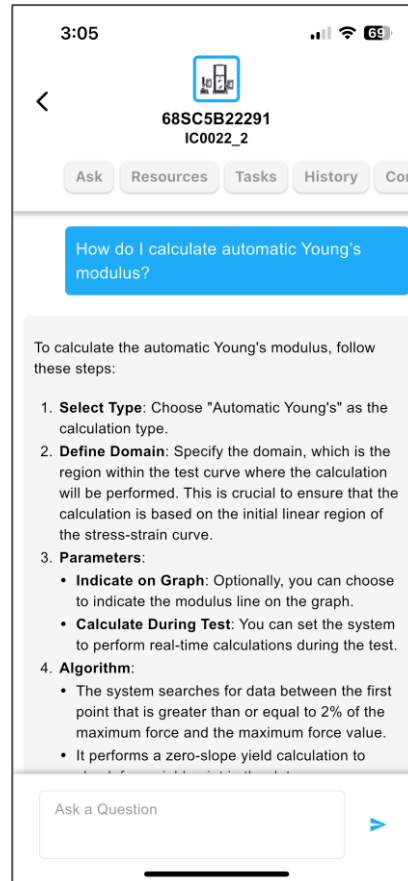 3:05
69
68SC5B22291
IC0022_2
Ask Resources Tasks History
How do I calculate automatic Young's
modulus?
To calculate the automatic Young's modulus, follow
these steps:
1. Select Type: Choose "Automatic Young's" as the
calculation type.
2. Define Domain: Specify the domain, which is the
region within the test curve where the calculation
will be performed. This is crucial to ensure that the
calculation is based on the initial linear region of
the stress-strain curve.
3. Parameters:
• Indicate on Graph: Optionally, you can choose
to indicate the modulus line on the graph.
• Calculate During Test: You can set the system
to perform real-time calculations during the test.
4. Algorithm:
• The system searches for data between the first
point that is greater than or equal to 2% of the
maximum force and the maximum force value.
• It performs a zero-slope yield calculation to
Ask a Question